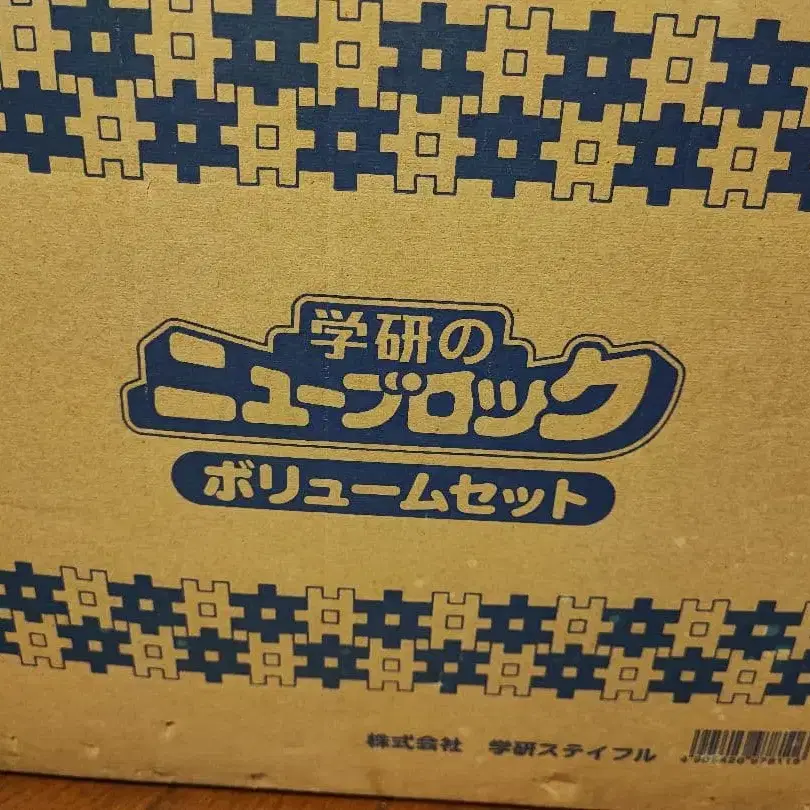 学研の
ニューブロック
ボリュームセット
株式会社 学研ステイフル